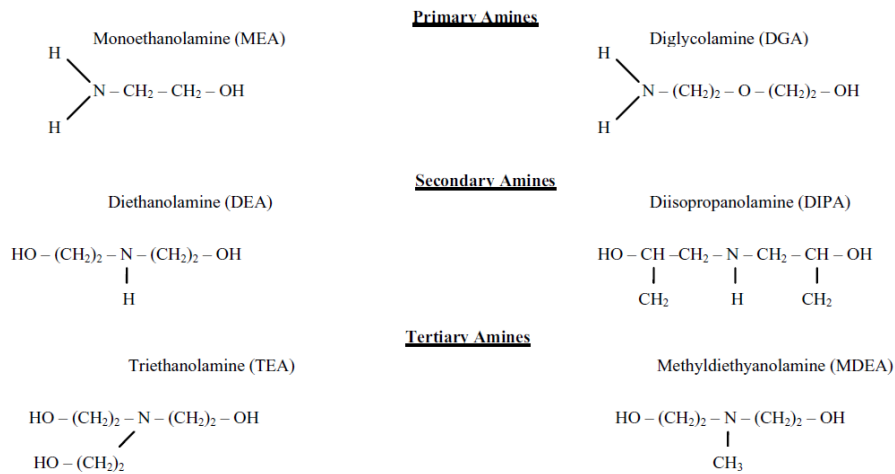 Primary Amines
Monoethanolamine (MEA)
Diglycolamine (DGA)
H
N – CH₂ – CH₂ – OH
H
H
N – (CH₂)₂ – O – (CH₂)₂ – OH
H
Secondary Amines
Diethanolamine (DEA)
Diisopropanolamine (DIPA)
HO – (CH₂)₂ – N – (CH₂)₂ – OH
H
HO – CH –CH₂ – N – CH₂ – CH – OH
CH₂ H CH₂
Tertiary Amines
Triethanolamine (TEA)
Methyldiethyanolamine (MDEA)
HO – (CH₂)₂ – N – (CH₂)₂ – OH
HO – (CH₂)₂
HO – (CH₂)₂ – N – (CH₂)₂ – OH
CH₃